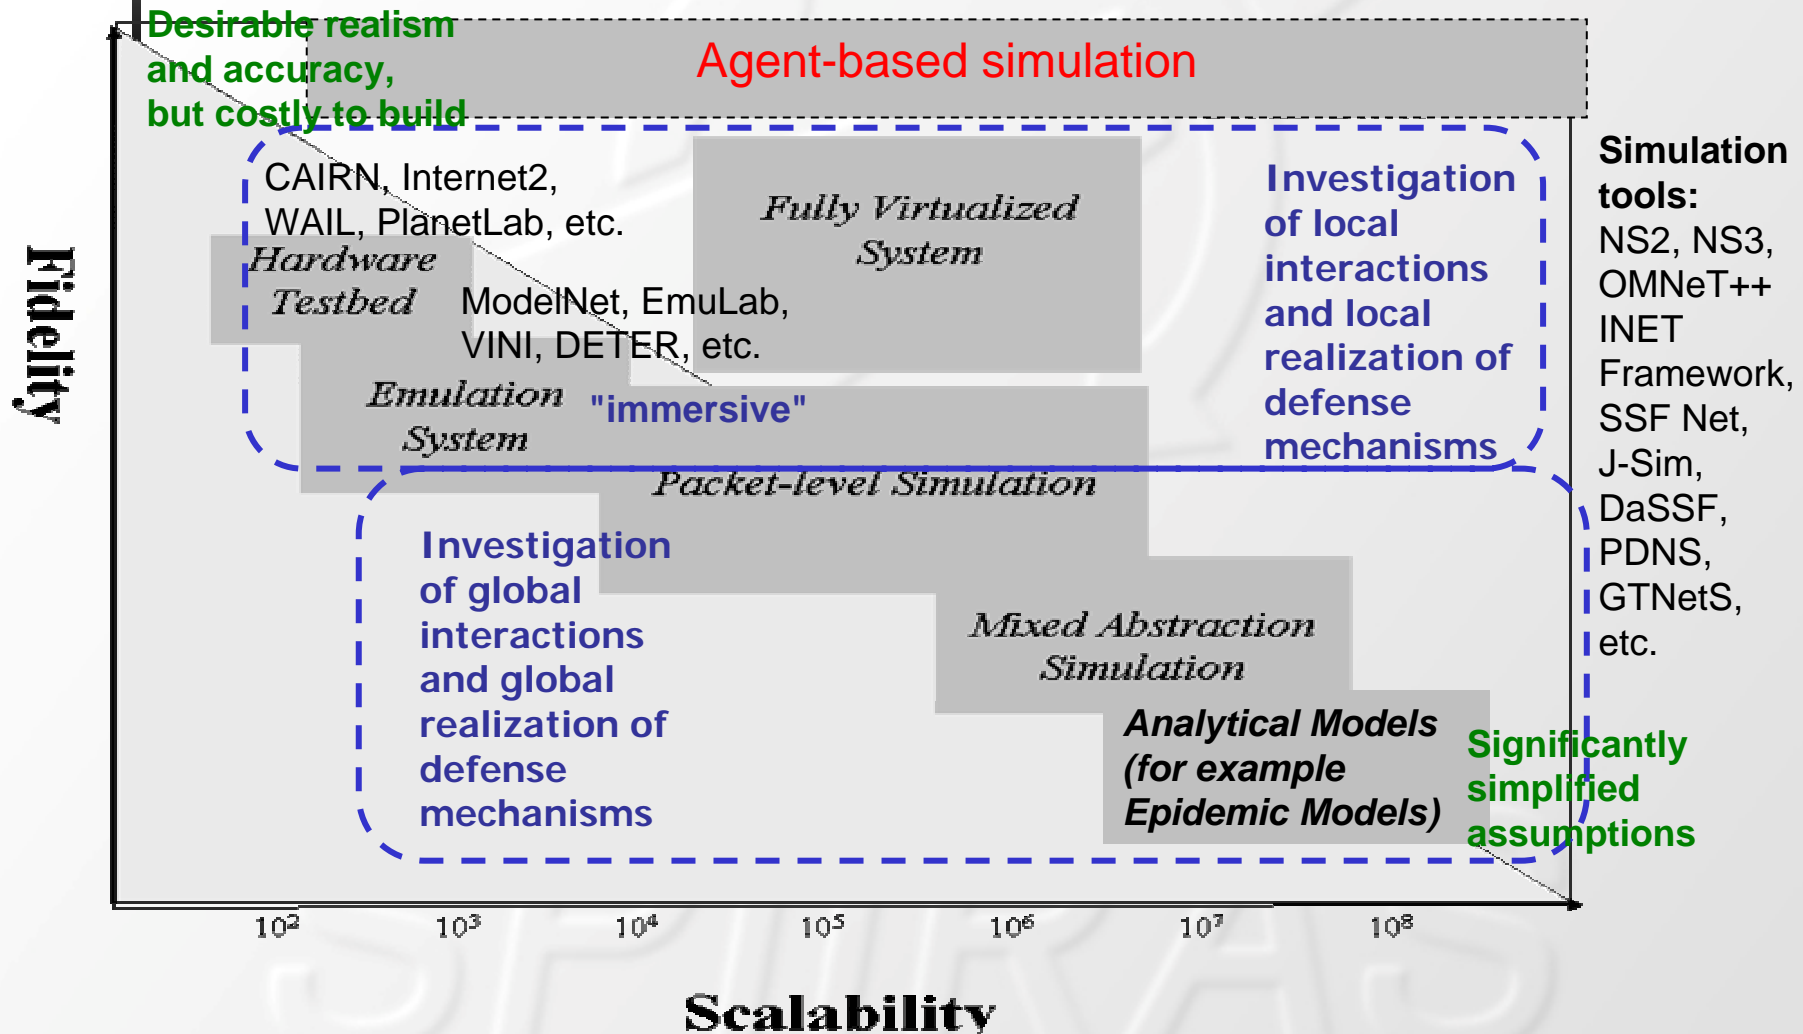 Desirable realism
and accuracy,
but costly to build
Agent-based simulation
CAIRN, Internet2,
WAIL, PlanetLab, etc.
Hardware
Testbed
ModelNet, EmuLab,
VINI, DETER, etc.
Fully Virtualized
System
Investigation
of local
interactions
and local
realization of
defense
mechanisms
Simulation
tools:
NS2, NS3,
OMNeT++
INET
Framework,
SSF Net,
J-Sim,
DaSSF,
PDNS,
GTNetS,
etc.
Fidelity
Emulation
System
"immersive"
Packet-level Simulation
Investigation
of global
interactions
and global
realization of
defense
mechanisms
Mixed Abstraction
Simulation
Analytical Models
(for example
Epidemic Models)
Significantly
simplified
assumptions
10² 10³ 10⁴ 10⁵ 10⁶ 10⁷ 10⁸
SPIIRAS
Scalability